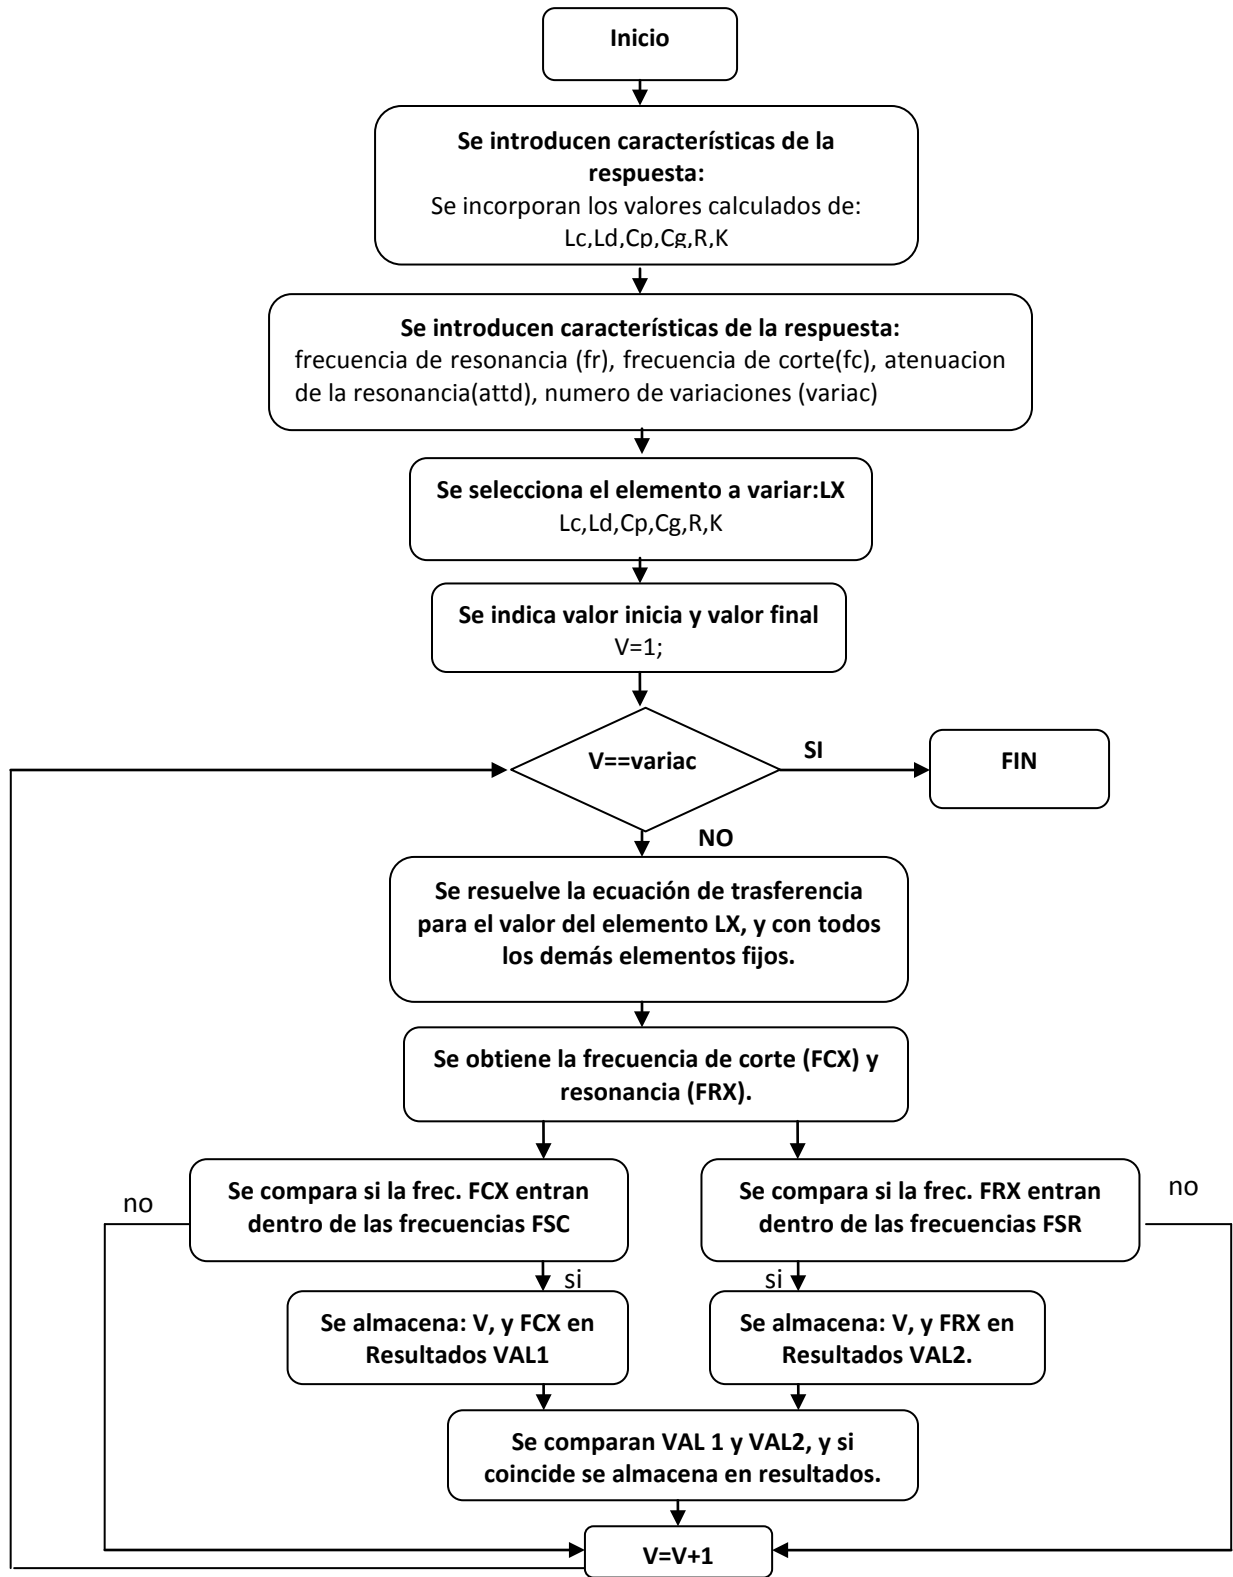 Inicio
Se introducen características de la
respuesta:
Se incorporan los valores calculados de:
Lc,Ld,Cp,Cg,R,K
Se introducen características de la respuesta:
frecuencia de resonancia (fr), frecuencia de corte(fc), atenuacion
de la resonancia(attd), numero de variaciones (variac)
Se selecciona el elemento a variar:LX
Lc,Ld,Cp,Cg,R,K
Se indica valor inicia y valor final
V=1;
V==variac
SI
FIN
NO
Se resuelve la ecuación de trasferencia
para el valor del elemento LX, y con todos
los demás elementos fijos.
Se obtiene la frecuencia de corte (FCX) y
resonancia (FRX).
no
Se compara si la frec. FCX entran
dentro de las frecuencias FSC
Se compara si la frec. FRX entran
dentro de las frecuencias FSR
no
si
si
Se almacena: V, y FCX en
Resultados VAL1
Se almacena: V, y FRX en
Resultados VAL2.
Se comparan VAL 1 y VAL2, y si
coincide se almacena en resultados.
V=V+1